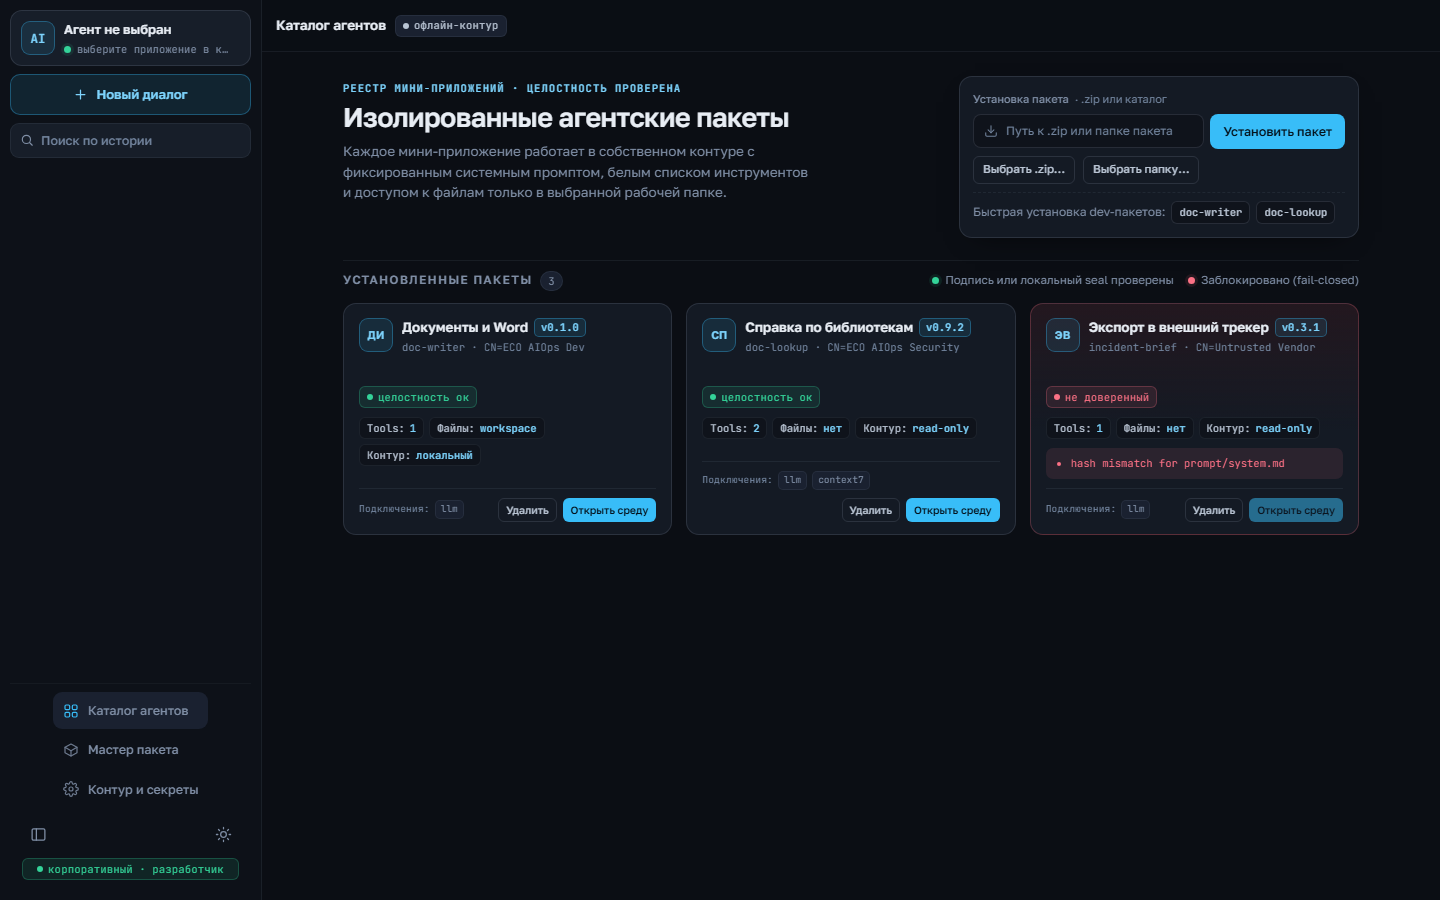 AI
Агент не выбран
выберите приложение в к…
Новый диалог
Поиск по истории
Каталог агентов
Мастер пакета
Контур и секреты
корпоративный · разработчик
Каталог агентов
офлайн-контур
РЕЕСТР МИНИ-ПРИЛОЖЕНИЙ · ЦЕЛОСТНОСТЬ ПРОВЕРЕНА
Изолированные агентские пакеты
Каждое мини-приложение работает в собственном контуре с
фиксированным системным промптом, белым списком инструментов
и доступом к файлам только в выбранной рабочей папке.
Установка пакета · .zip или каталог
Путь к .zip или папке пакета
Установить пакет
Выбрать .zip…
Выбрать папку…
Быстрая установка dev-пакетов: doc-writer doc-lookup
УСТАНОВЛЕННЫЕ ПАКЕТЫ 3
Подпись или локальный seal проверены
Заблокировано (fail-closed)
ДИ
Документы и Word v0.1.0
doc-writer · CN=ECO AIOps Dev
целостность ок
Tools: 1 Файлы: workspace
Контур: локальный
Подключения: llm
Удалить
Открыть среду
СП
Справка по библиотекам v0.9.2
doc-lookup · CN=ECO AIOps Security
целостность ок
Tools: 2 Файлы: нет Контур: read-only
Подключения: llm context7
Удалить
Открыть среду
ЭВ
Экспорт в внешний трекер v0.3.1
incident-brief · CN=Untrusted Vendor
не доверенный
Tools: 1 Файлы: нет Контур: read-only
• hash mismatch for prompt/system.md
Подключения: llm
Удалить
Открыть среду